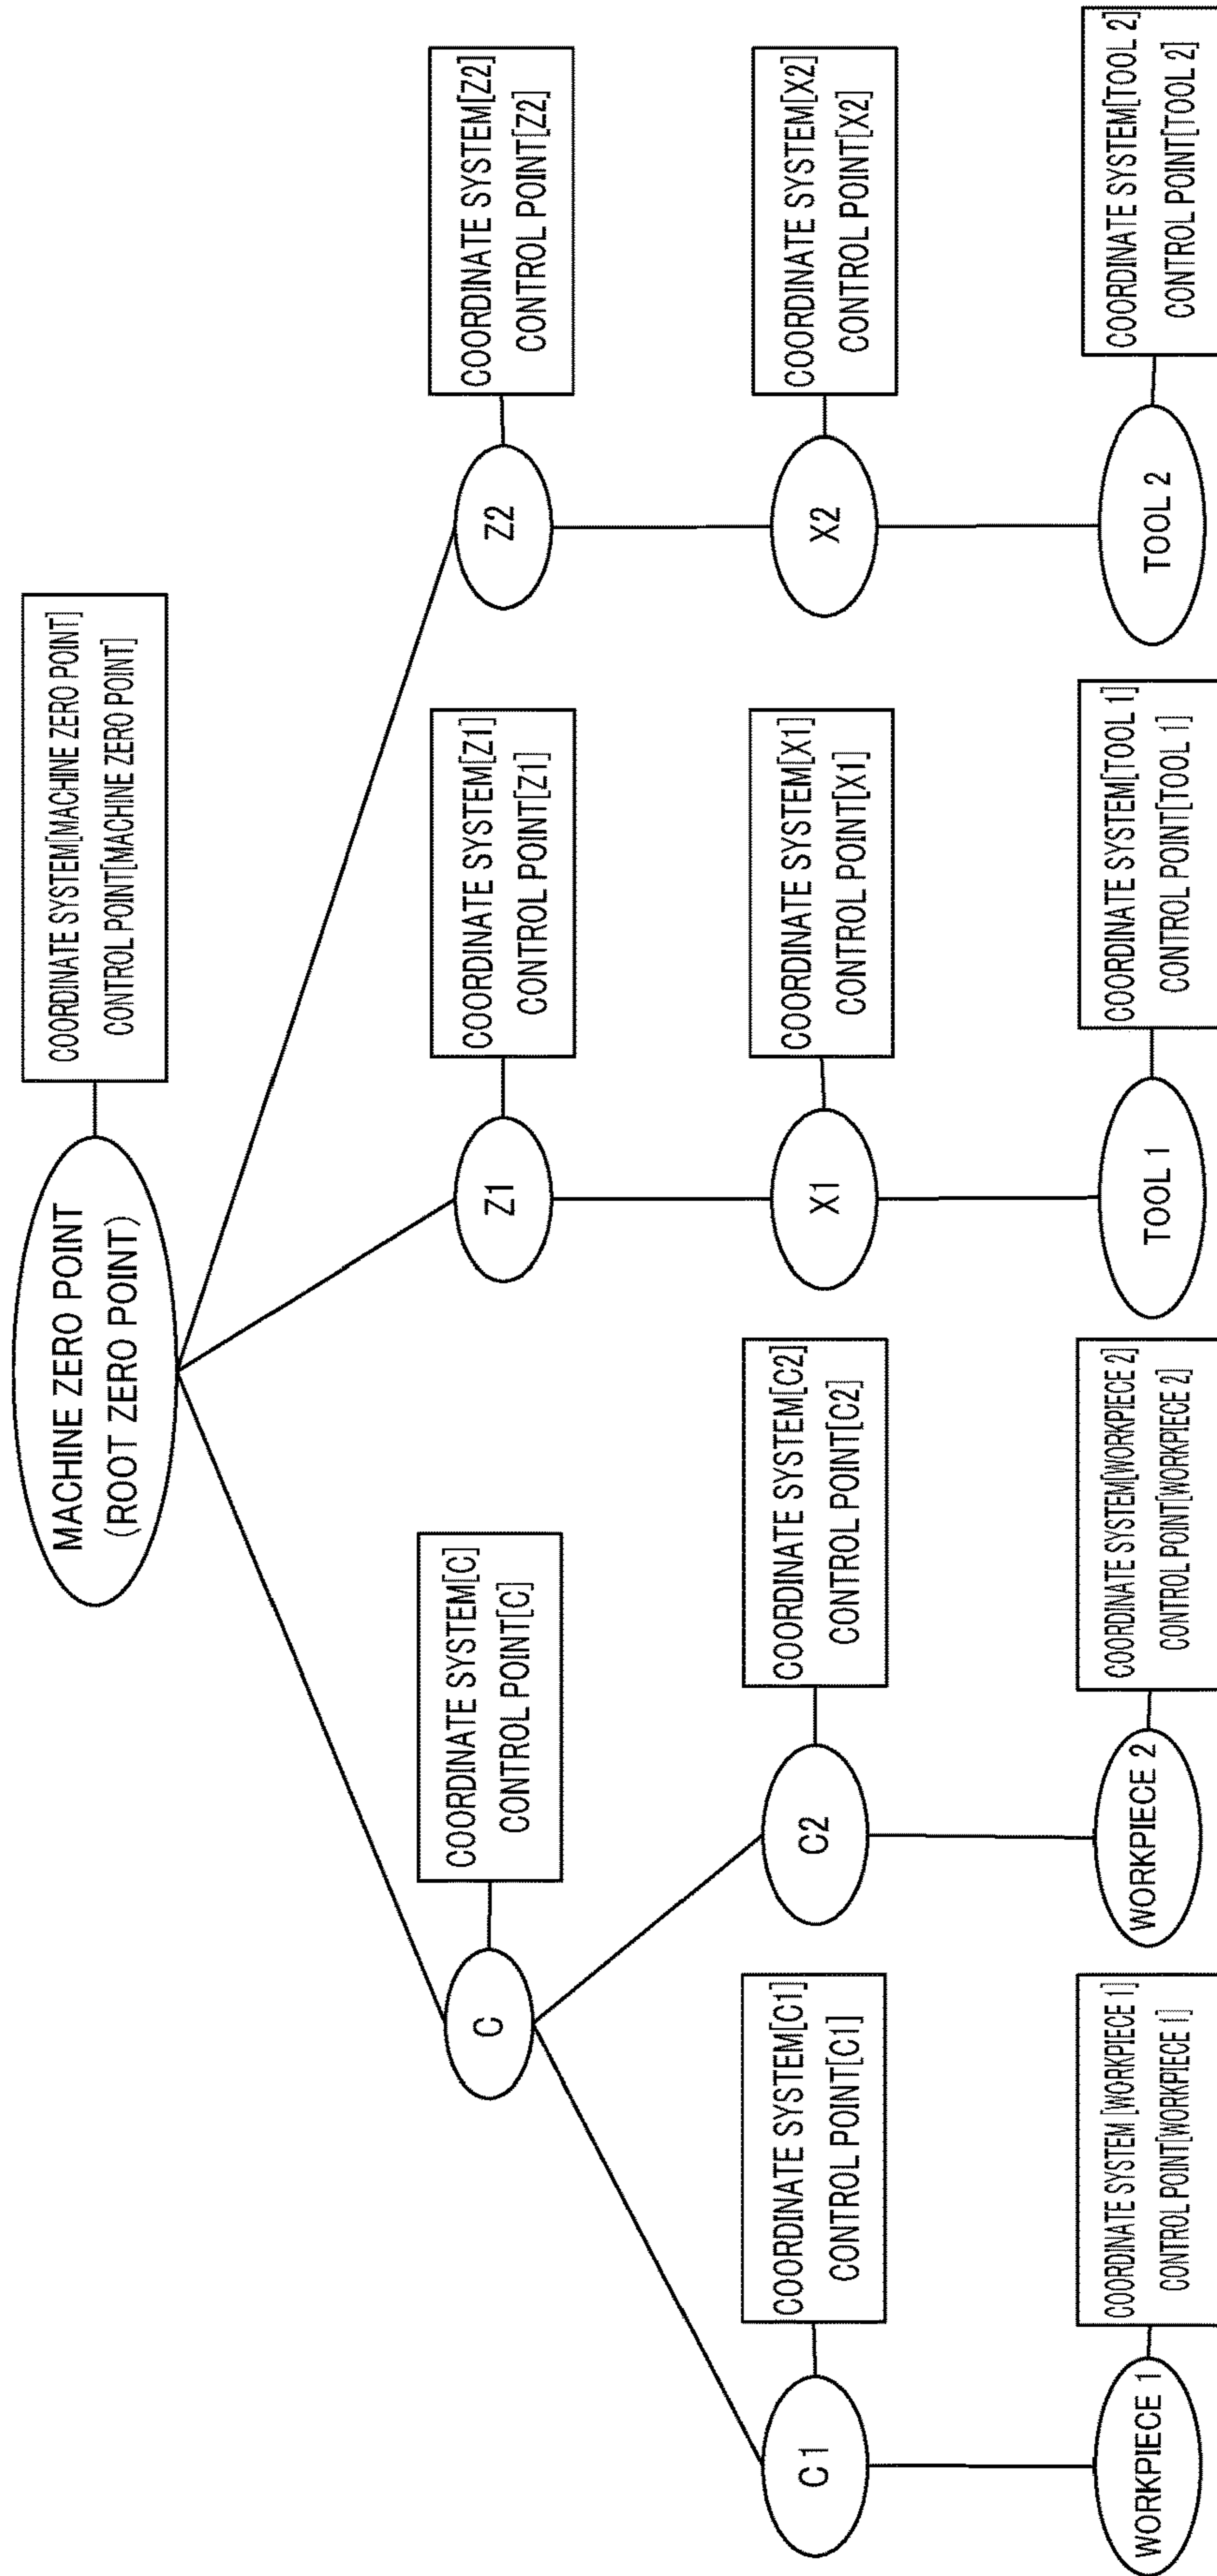 MACHINE ZERO POINT
(ROOT ZERO POINT)
COORDINATE SYSTEM[MACHINE ZERO POINT]
CONTROL POINT[MACHINE ZERO POINT]
C
COORDINATE SYSTEM[C]
CONTROL POINT[C]
Z1
COORDINATE SYSTEM[Z1]
CONTROL POINT[Z1]
Z2
COORDINATE SYSTEM[Z2]
CONTROL POINT[Z2]
C1
COORDINATE SYSTEM[C1]
CONTROL POINT[C1]
C2
COORDINATE SYSTEM[C2]
CONTROL POINT[C2]
X1
COORDINATE SYSTEM[X1]
CONTROL POINT[X1]
X2
COORDINATE SYSTEM[X2]
CONTROL POINT[X2]
WORKPIECE 1
COORDINATE SYSTEM [WORKPIECE 1]
CONTROL POINT[WORKPIECE 1]
WORKPIECE 2
COORDINATE SYSTEM[WORKPIECE 2]
CONTROL POINT[WORKPIECE 2]
TOOL 1
COORDINATE SYSTEM[TOOL 1]
CONTROL POINT[TOOL 1]
TOOL 2
COORDINATE SYSTEM[TOOL 2]
CONTROL POINT[TOOL 2]